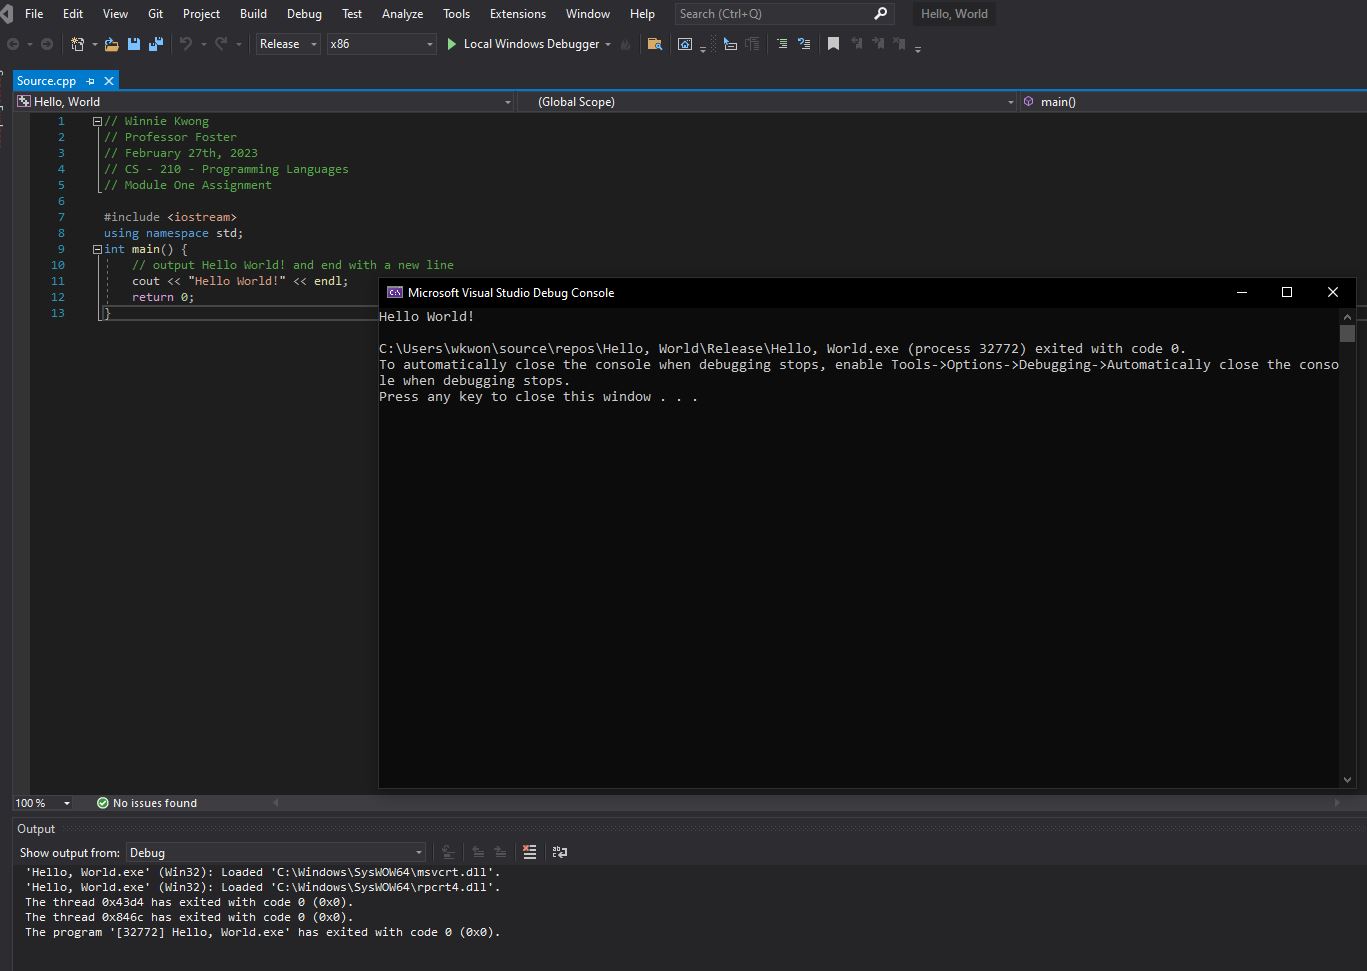 File Edit View Git Project Build Debug Test Analyze Tools Extensions Window Help Search (Ctrl+Q) Hello, World
Release x86 Local Windows Debugger
Source.cpp
Hello, World (Global Scope) main()
1 // Winnie Kwong
2 // Professor Foster
3 // February 27th, 2023
4 // CS - 210 - Programming Languages
5 // Module One Assignment
6
7 #include <iostream>
8 using namespace std;
9 int main() {
10 // output Hello World! and end with a new line
11 cout << "Hello World!" << endl;
12 return 0;
13 }
C:\ Microsoft Visual Studio Debug Console
Hello World!
C:\Users\wkwon\source\repos\Hello, World\Release\Hello, World.exe (process 32772) exited with code 0.
To automatically close the console when debugging stops, enable Tools->Options->Debugging->Automatically close the conso
le when debugging stops.
Press any key to close this window . . .
100 % No issues found
Output
Show output from: Debug
'Hello, World.exe' (Win32): Loaded 'C:\Windows\SysWOW64\msvcrt.dll'.
'Hello, World.exe' (Win32): Loaded 'C:\Windows\SysWOW64\rpcrt4.dll'.
The thread 0x43d4 has exited with code 0 (0x0).
The thread 0x846c has exited with code 0 (0x0).
The program '[32772] Hello, World.exe' has exited with code 0 (0x0).